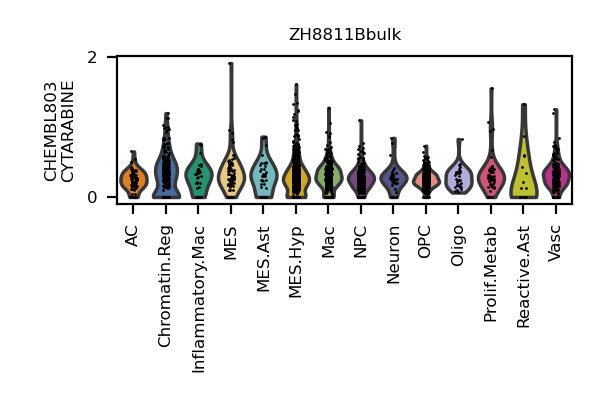 ZH8811Bbulk
CHEMBL803
CYTARABINE
2
0
AC
Chromatin.Reg
Inflammatory.Mac
MES
MES.Ast
MES.Hyp
Mac
NPC
Neuron
OPC
Oligo
Prolif.Metab
Reactive.Ast
Vasc